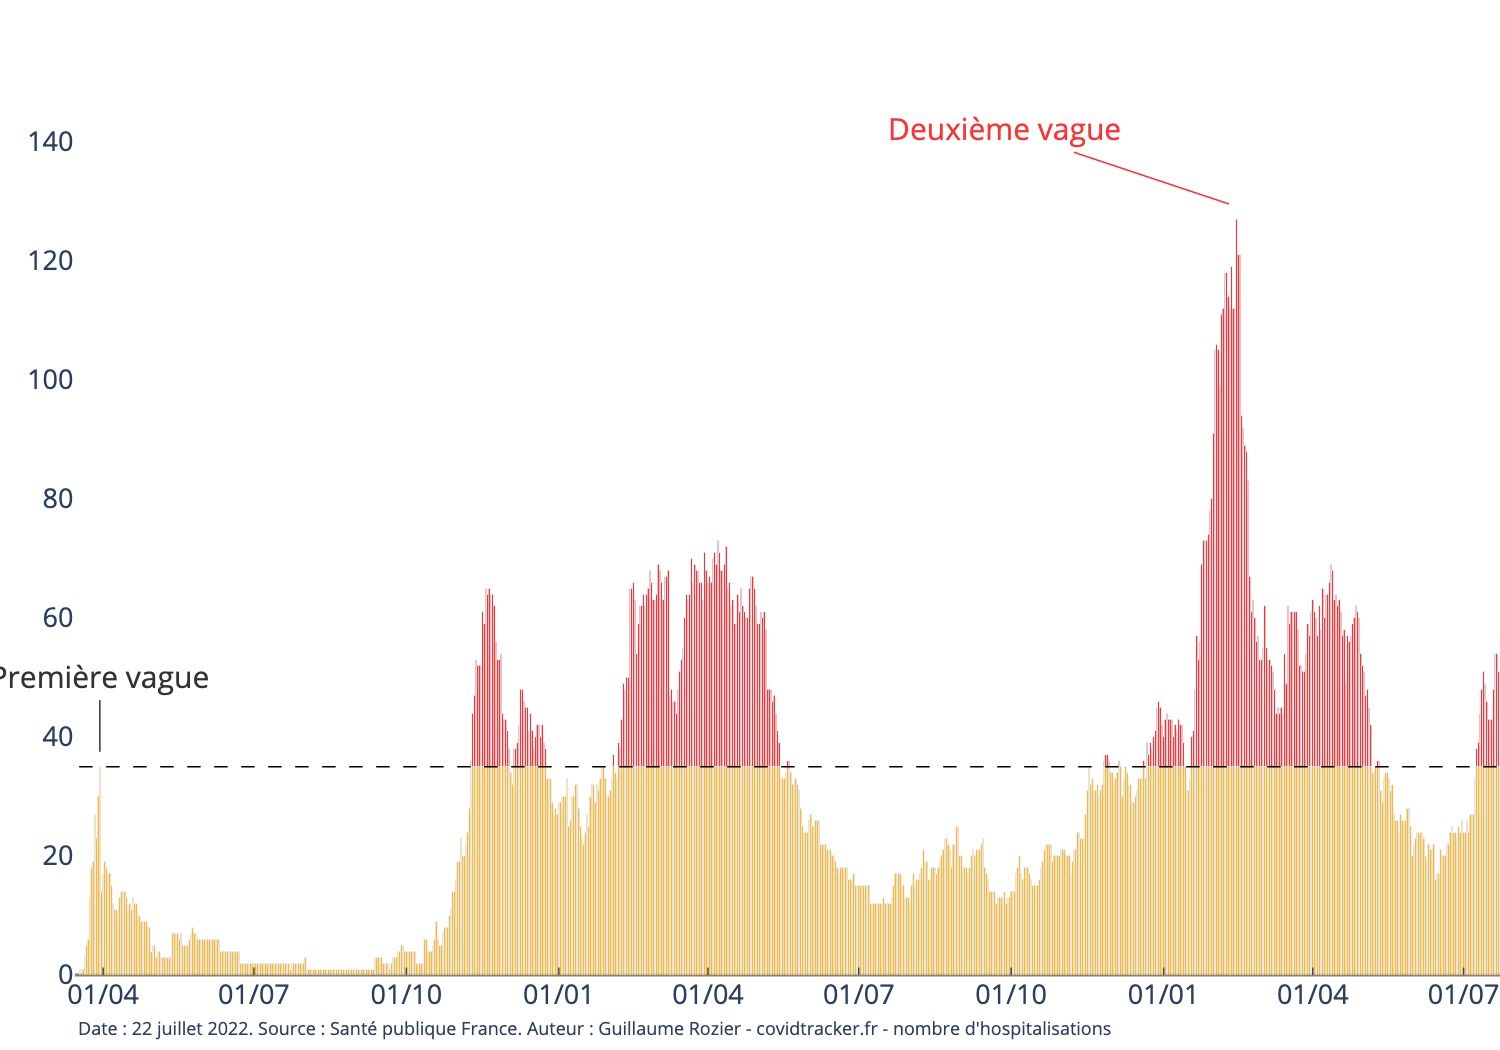 Deuxième vague
140
120
100
80
60
Première vague
40
20
0
01/04 01/07 01/10 01/01 01/04 01/07 01/10 01/01 01/04 01/07
Date : 22 juillet 2022. Source : Santé publique France. Auteur : Guillaume Rozier - covidtracker.fr - nombre d'hospitalisations